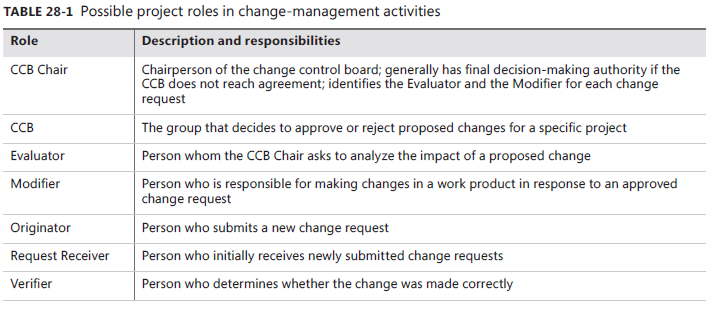 TABLE 28-1 Possible project roles in change-management activities
Role Description and responsibilities
CCB Chair Chairperson of the change control board; generally has final decision-making authority if the
CCB does not reach agreement; identifies the Evaluator and the Modifier for each change
request
CCB The group that decides to approve or reject proposed changes for a specific project
Evaluator Person whom the CCB Chair asks to analyze the impact of a proposed change
Modifier Person who is responsible for making changes in a work product in response to an approved
change request
Originator Person who submits a new change request
Request Receiver Person who initially receives newly submitted change requests
Verifier Person who determines whether the change was made correctly